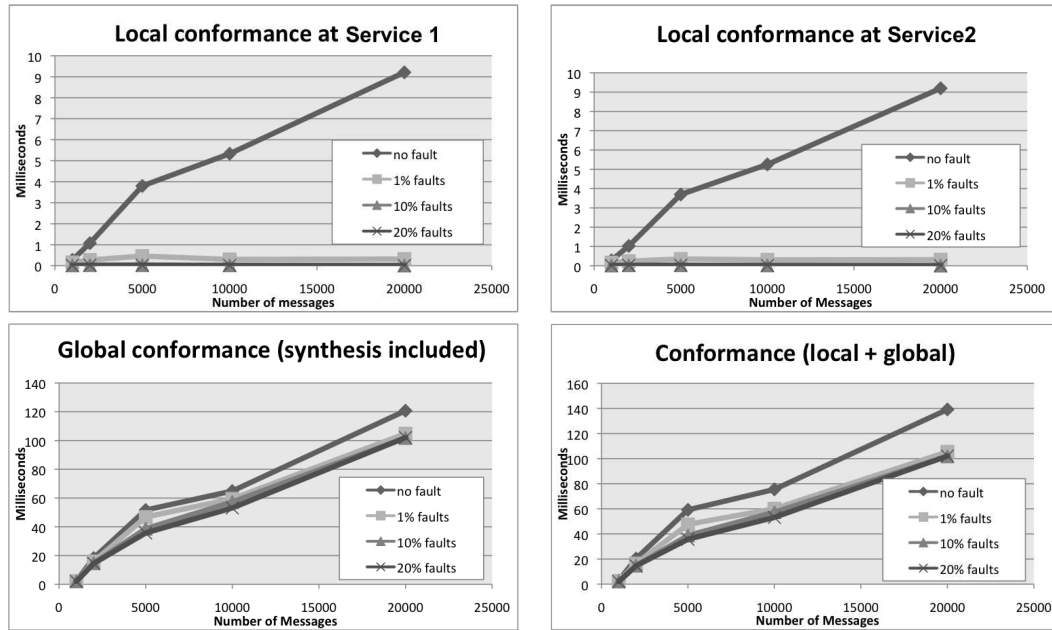 Local conformance at Service 1
10
9
8
7
6
5
4
3
2
1
0
Milliseconds
no fault
1% faults
10% faults
20% faults
0 5000 10000 15000 20000 25000
Number of messages
Local conformance at Service2
10
9
8
7
6
5
4
3
2
1
0
Milliseconds
no fault
1% faults
10% faults
20% faults
0 5000 10000 15000 20000 25000
Number of Messages
Global conformance (synthesis included)
140
120
100
80
60
40
20
0
Milliseconds
no fault
1% faults
10% faults
20% faults
0 5000 10000 15000 20000 25000
Number of Messages
Conformance (local + global)
160
140
120
100
80
60
40
20
0
Milliseconds
no fault
1% faults
10% faults
20% faults
0 5000 10000 15000 20000 25000
Number of Messages